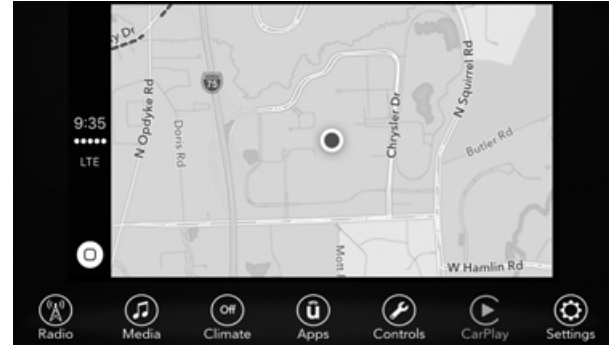 y Dr
75
N Opdyke Rd
Doris Rd
Chrysler Dr
N Squirrel Rd
Butler Rd
9:35
LTE
Mott
W Hamlin Rd
Off
ū
Radio Media Climate Apps Controls CarPlay Settings